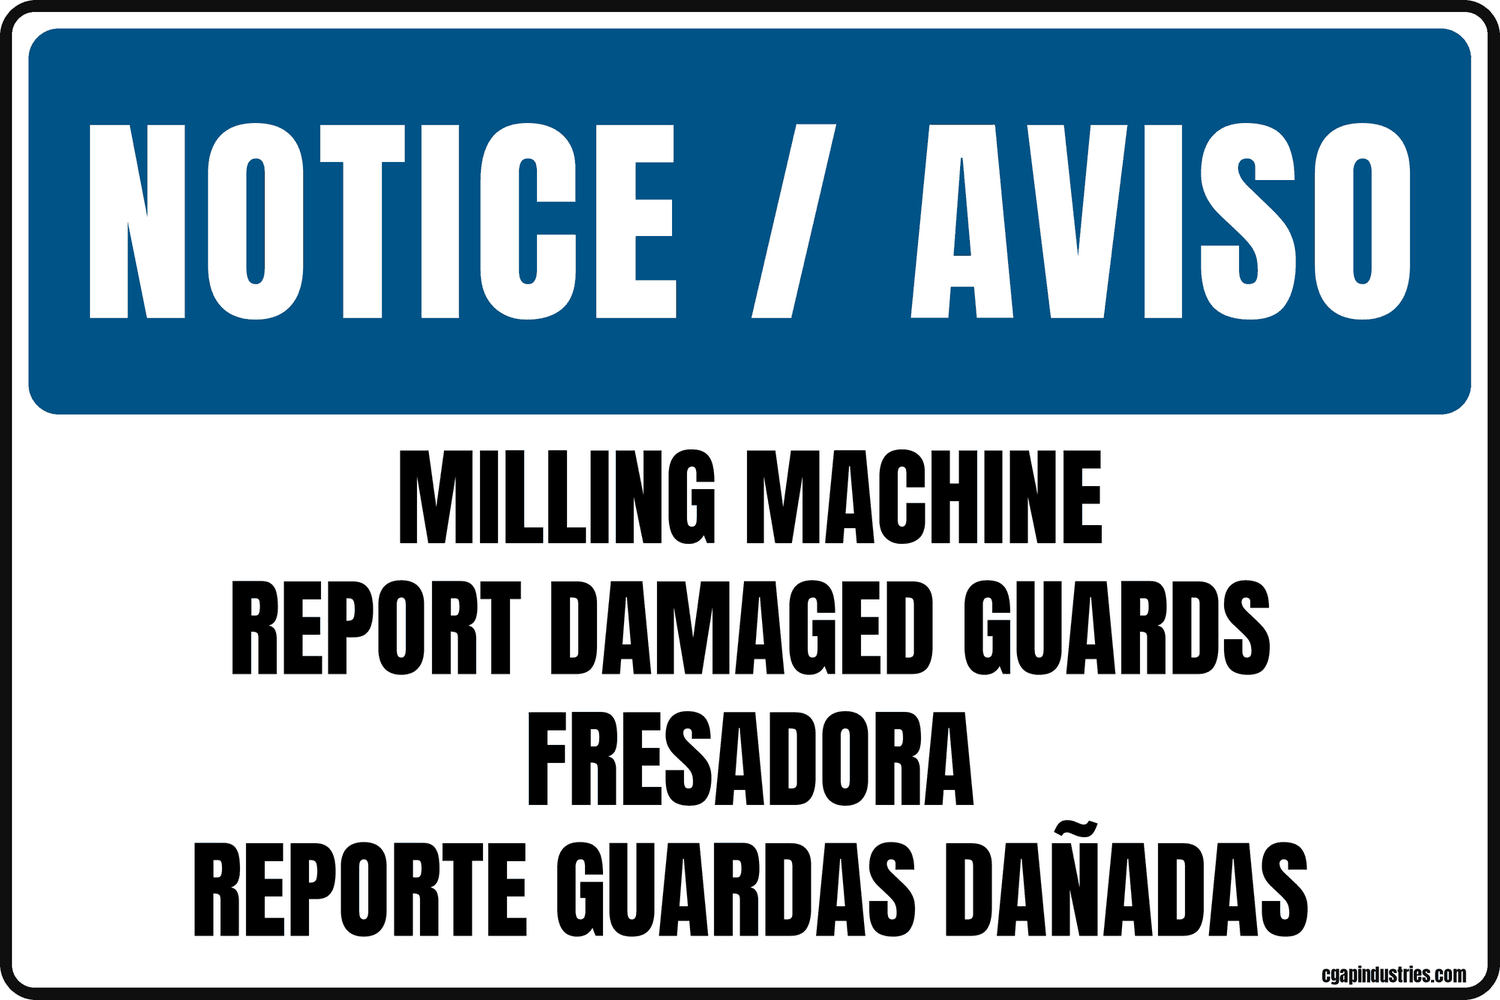 NOTICE / AVISO
MILLING MACHINE
REPORT DAMAGED GUARDS
FRESADORA
REPORTE GUARDAS DAÑADAS
cgapindustries.com